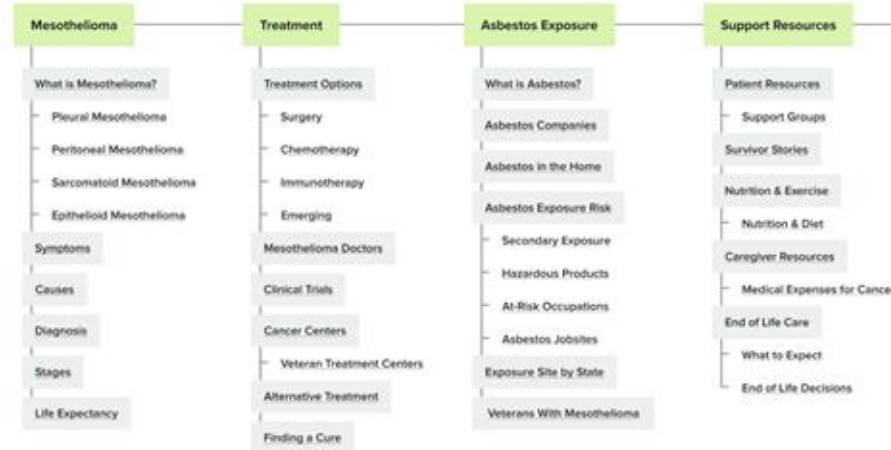 Mesothelioma
What is Mesothelioma?
Pleural Mesothelioma
Peritoneal Mesothelioma
Sarcomatoid Mesothelioma
Epithelioid Mesothelioma
Symptoms
Causes
Diagnosis
Stages
Life Expectancy
Treatment
Treatment Options
Surgery
Chemotherapy
Immunotherapy
Emerging
Mesothelioma Doctors
Clinical Trials
Cancer Centers
Veteran Treatment Centers
Alternative Treatment
Finding a Cure
Asbestos Exposure
What is Asbestos?
Asbestos Companies
Asbestos in the Home
Asbestos Exposure Risk
Secondary Exposure
Hazardous Products
At-Risk Occupations
Asbestos Jobsites
Exposure Site by State
Veterans With Mesothelioma
Support Resources
Patient Resources
Support Groups
Survivor Stories
Nutrition & Exercise
Nutrition & Diet
Caregiver Resources
Medical Expenses for Cance
End of Life Care
What to Expect
End of Life Decisions